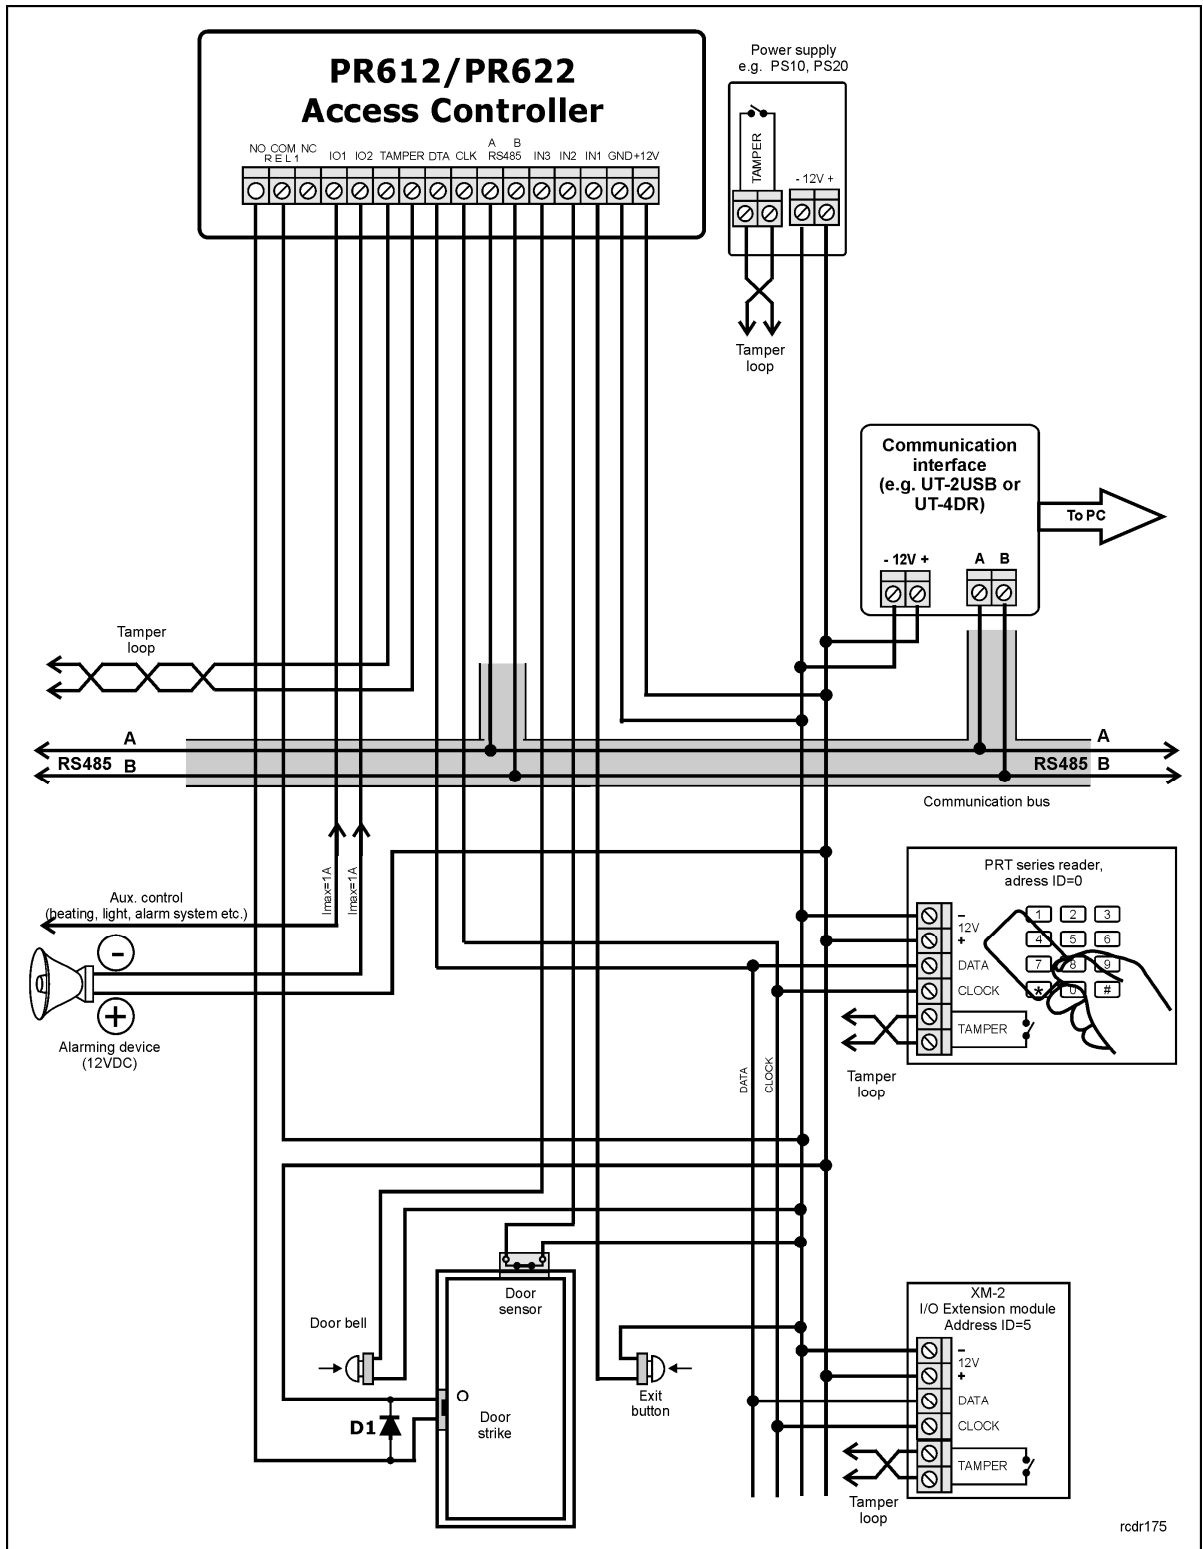 PR612/PR622
Access Controller
NO COM NC
REL1
IO1 IO2 TAMPER DTA CLK
A B
RS485
IN3 IN2 IN1 GND +12V
Power supply
e.g. PS10, PS20
TAMPER
- 12V +
Tamper
loop
Communication
interface
(e.g. UT-2USB or
UT-4DR)
To PC
- 12V +
A B
Tamper
loop
A
RS485 B
A
RS485 B
Communication bus
Imax=1A
Imax=1A
Aux. control
(heating, light, alarm system etc.)
-
+
Alarming device
(12VDC)
PRT series reader,
adress ID=0
–
12V
+
DATA
CLOCK
TAMPER
1 2 3
4 5 6
7 8 9
* 0 #
Tamper
loop
DATA
CLOCK
Door
sensor
Door bell
D1
Door
strike
Exit
button
XM-2
I/O Extension module
Address ID=5
–
12V
+
DATA
CLOCK
TAMPER
Tamper
loop
rcdr175